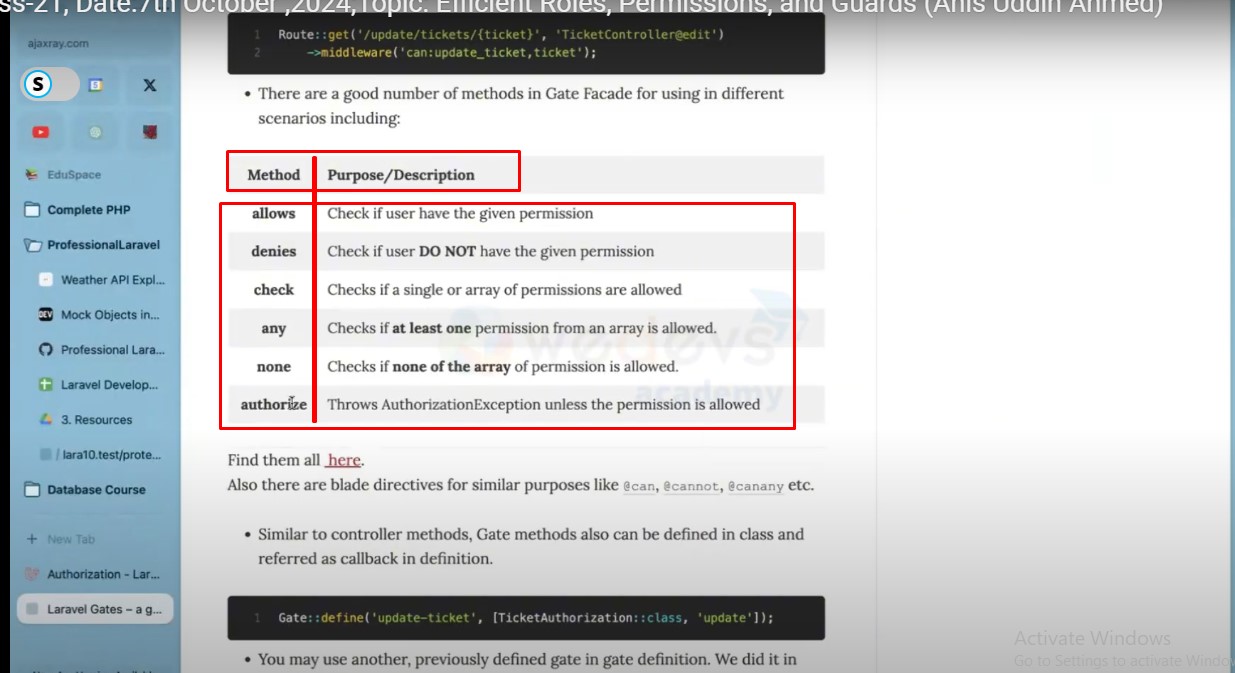 ss-21, Date:7th October ,2024,Topic: Efficient Roles, Permissions, and Guards (Anis Uddin Ahmed)
ajaxray.com
S
EduSpace
Complete PHP
ProfessionalLaravel
Weather API Expl...
DEV Mock Objects in...
Professional Lara...
Laravel Develop...
3. Resources
/ lara10.test/prote...
Database Course
+ New Tab
Authorization - Lar...
Laravel Gates – a g...
1 Route::get('/update/tickets/{ticket}', 'TicketController@edit')
2 ->middleware('can:update_ticket,ticket');
• There are a good number of methods in Gate Facade for using in different
scenarios including:
Method Purpose/Description
allows Check if user have the given permission
denies Check if user DO NOT have the given permission
check Checks if a single or array of permissions are allowed
any Checks if at least one permission from an array is allowed.
none Checks if none of the array of permission is allowed.
authorize Throws AuthorizationException unless the permission is allowed
wedevs
academy
Find them all here.
Also there are blade directives for similar purposes like @can, @cannot, @canany etc.
• Similar to controller methods, Gate methods also can be defined in class and
referred as callback in definition.
1 Gate::define('update-ticket', [TicketAuthorization::class, 'update']);
• You may use another, previously defined gate in gate definition. We did it in
Activate Windows
Go to Settings to activate Windo